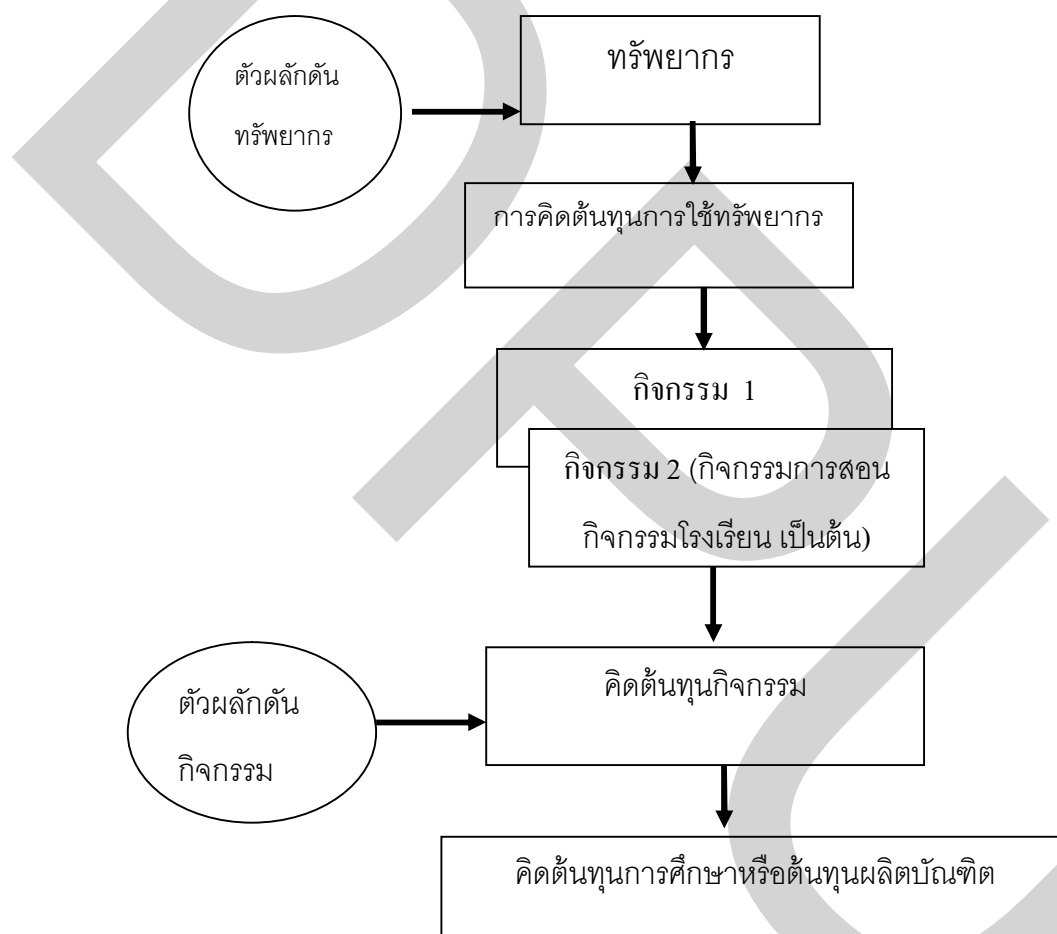 ทรัพยากร
ตัวผลักดัน
ทรัพยากร
การคิดต้นทุนการใช้ทรัพยากร
กิจกรรม 1
กิจกรรม 2 (กิจกรรมการสอน
กิจกรรมโรงเรียน เป็นต้น)
คิดต้นทุนกิจกรรม
ตัวผลักดัน
กิจกรรม
คิดต้นทุนการศึกษาหรือต้นทุนผลิตบัณฑิต
DPU